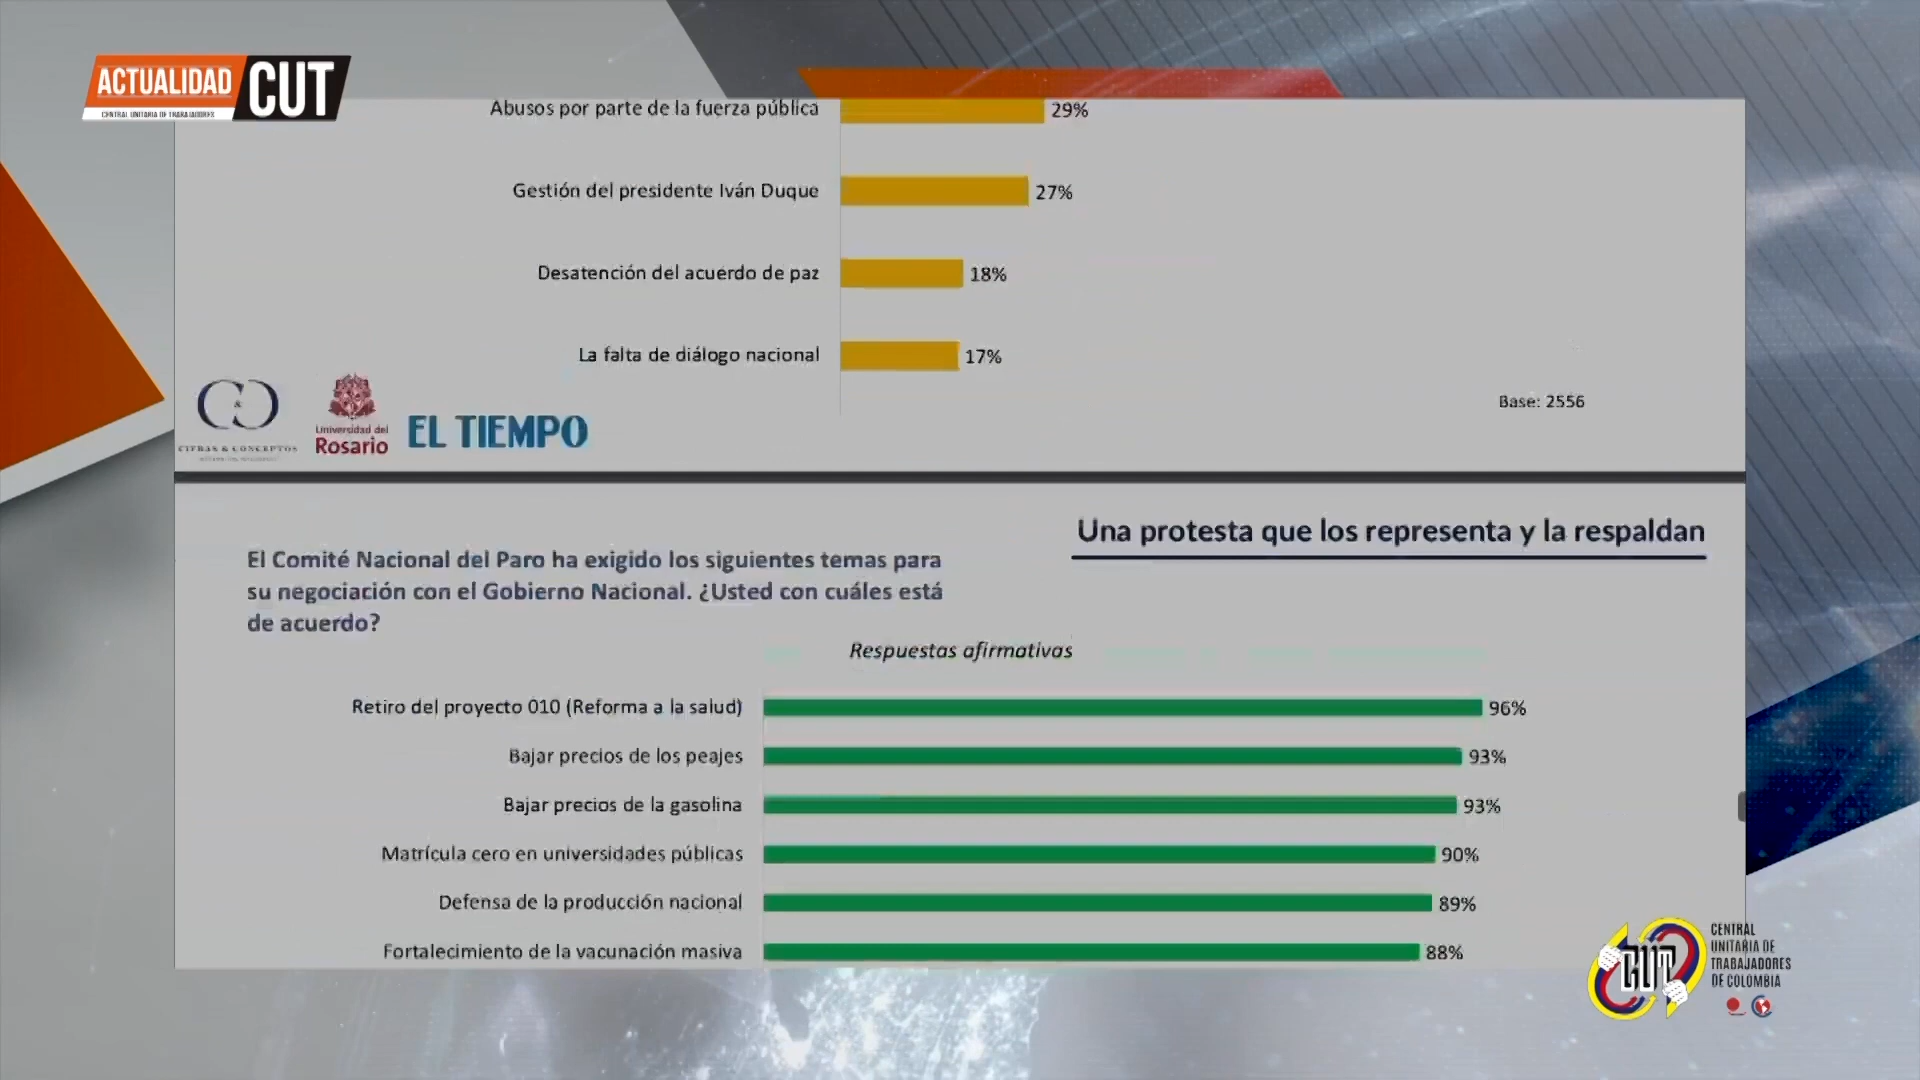 ACTUALIDAD CUT
CENTRAL UNITARIA DE TRABAJADORES
Abusos por parte de la fuerza pública 29%
Gestión del presidente Iván Duque 27%
Desatención del acuerdo de paz 18%
La falta de diálogo nacional 17%
Base: 2556
C&C
CIFRAS & CONCEPTOS
Universidad del
Rosario
EL TIEMPO
Una protesta que los representa y la respaldan
El Comité Nacional del Paro ha exigido los siguientes temas para
su negociación con el Gobierno Nacional. ¿Usted con cuáles está
de acuerdo?
Respuestas afirmativas
Retiro del proyecto 010 (Reforma a la salud) 96%
Bajar precios de los peajes 93%
Bajar precios de la gasolina 93%
Matrícula cero en universidades públicas 90%
Defensa de la producción nacional 89%
Fortalecimiento de la vacunación masiva 88%
CUT
CENTRAL
UNITARIA DE
TRABAJADORES
DE COLOMBIA